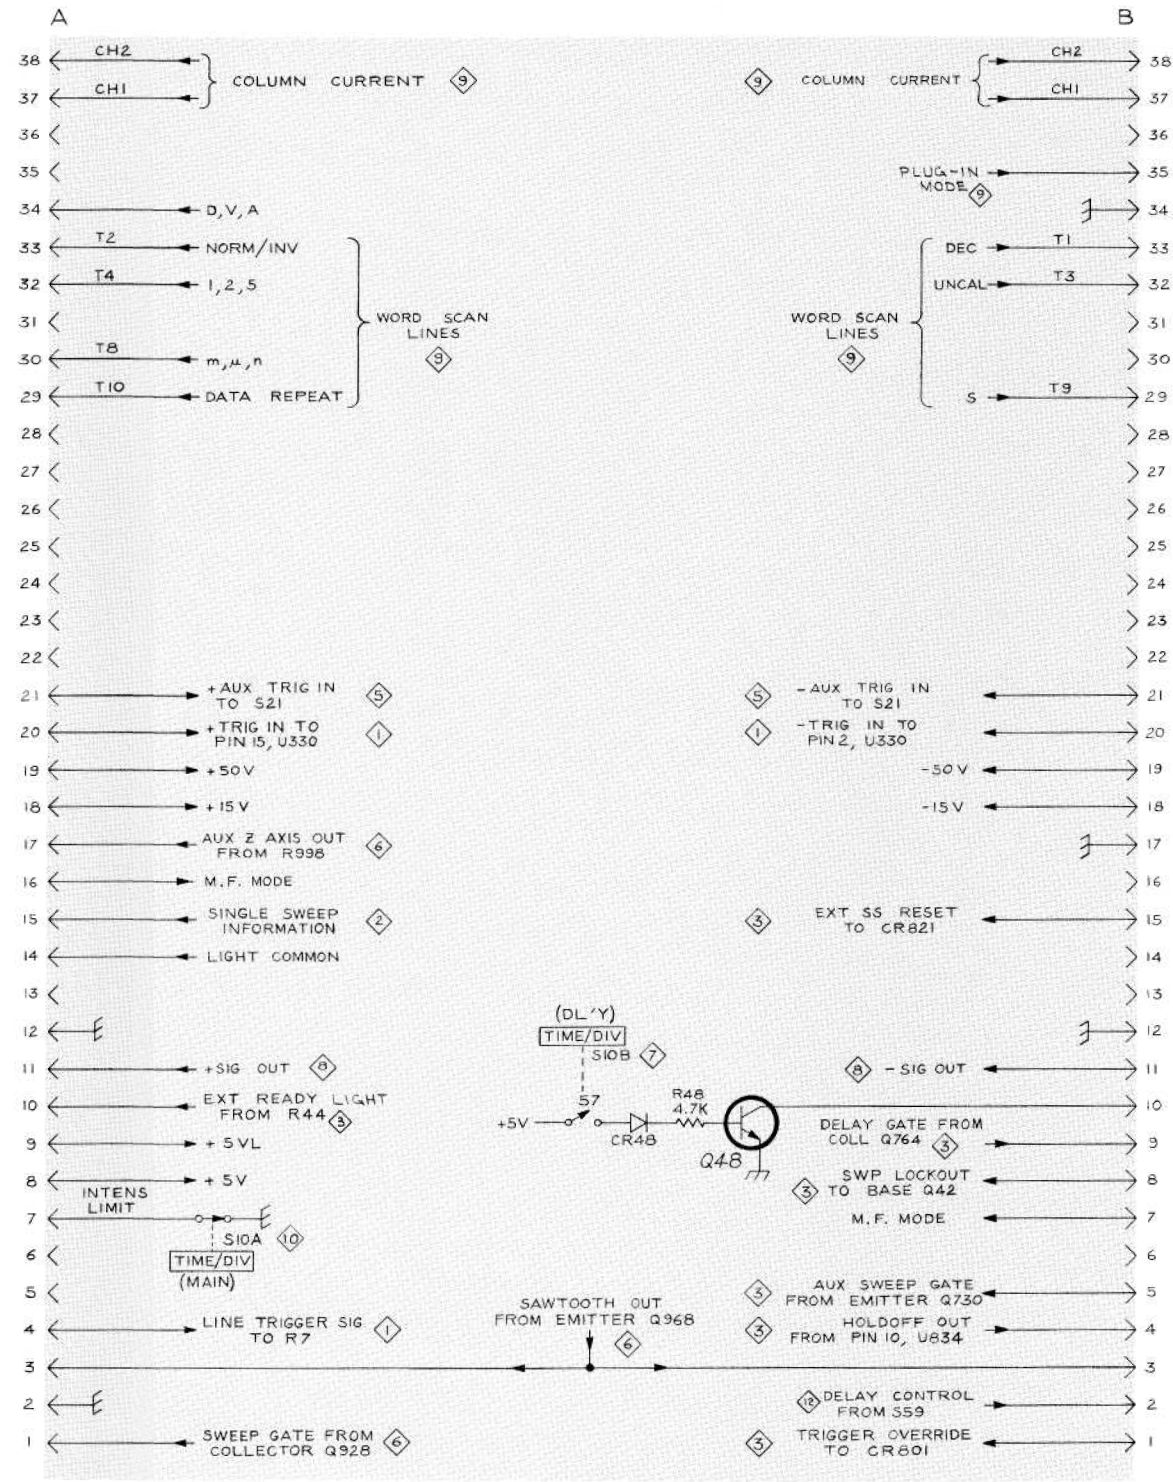 A B
38 CH2 CH2 38
COLUMN CURRENT 9 9 COLUMN CURRENT
37 CH1 CH1 37
36 36
35 PLUG-IN 35
MODE 9
34 D,V,A 34
33 T2 NORM/INV DEC T1 33
32 T4 1,2,5 UNCAL T3 32
31 WORD SCAN WORD SCAN 31
LINES LINES
30 T8 m,μ,n 9 9 30
29 T10 DATA REPEAT S T9 29
28 28
27 27
26 26
25 25
24 24
23 23
22 22
21 +AUX TRIG IN 5 5 -AUX TRIG IN 21
TO S21 TO S21
20 +TRIG IN TO 1 1 -TRIG IN TO 20
PIN 15, U330 PIN 2, U330
19 +50V -50V 19
18 +15V -15V 18
17 AUX Z AXIS OUT 6 17
FROM R998
16 M.F. MODE 16
15 SINGLE SWEEP 2 3 EXT SS RESET 15
INFORMATION TO CR821
14 LIGHT COMMON 14
13 13
(DL'Y)
12 TIME/DIV 12
S10B 7
11 +SIG OUT 8 8 -SIG OUT 11
10 EXT READY LIGHT S7 R48 10
FROM R44 3 4.7K
+5V CR48 Q48
9 +5VL DELAY GATE FROM 9
COLL Q764 3
8 +5V SWP LOCKOUT 8
3 TO BASE Q42
INTENS
LIMIT
7 M.F. MODE 7
S10A 10
6 TIME/DIV 6
(MAIN)
5 3 AUX SWEEP GATE 5
FROM EMITTER Q730
SAWTOOTH OUT
FROM EMITTER Q968
4 LINE TRIGGER SIG 1 3 HOLDOFF OUT 4
TO R7 FROM PIN 10, U834
6
3 3
2 12 DELAY CONTROL 2
FROM S59
1 SWEEP GATE FROM 6 3 TRIGGER OVERRIDE 1
COLLECTOR Q928 TO CR801